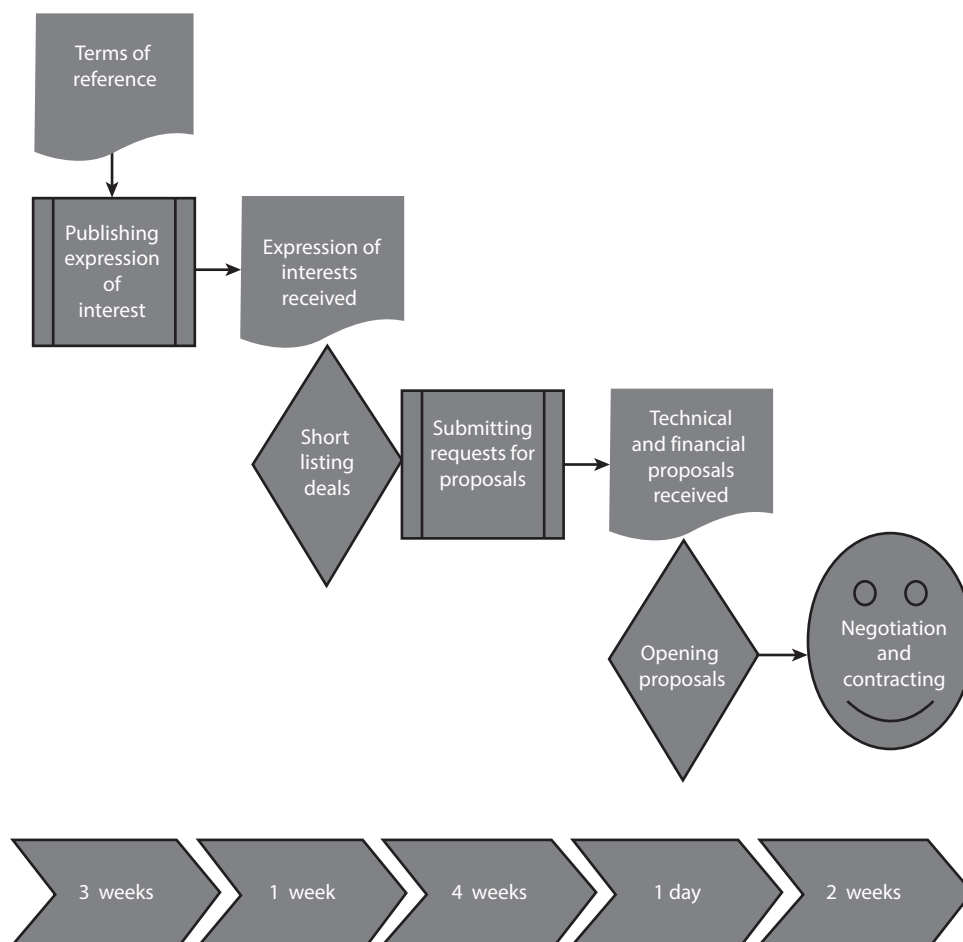 Terms of
reference
Publishing
expression
of
interest
Expression of
interests
received
Short
listing
deals
Submitting
requests for
proposals
Technical
and financial
proposals
received
Opening
proposals
Negotiation
and
contracting
3 weeks
1 week
4 weeks
1 day
2 weeks